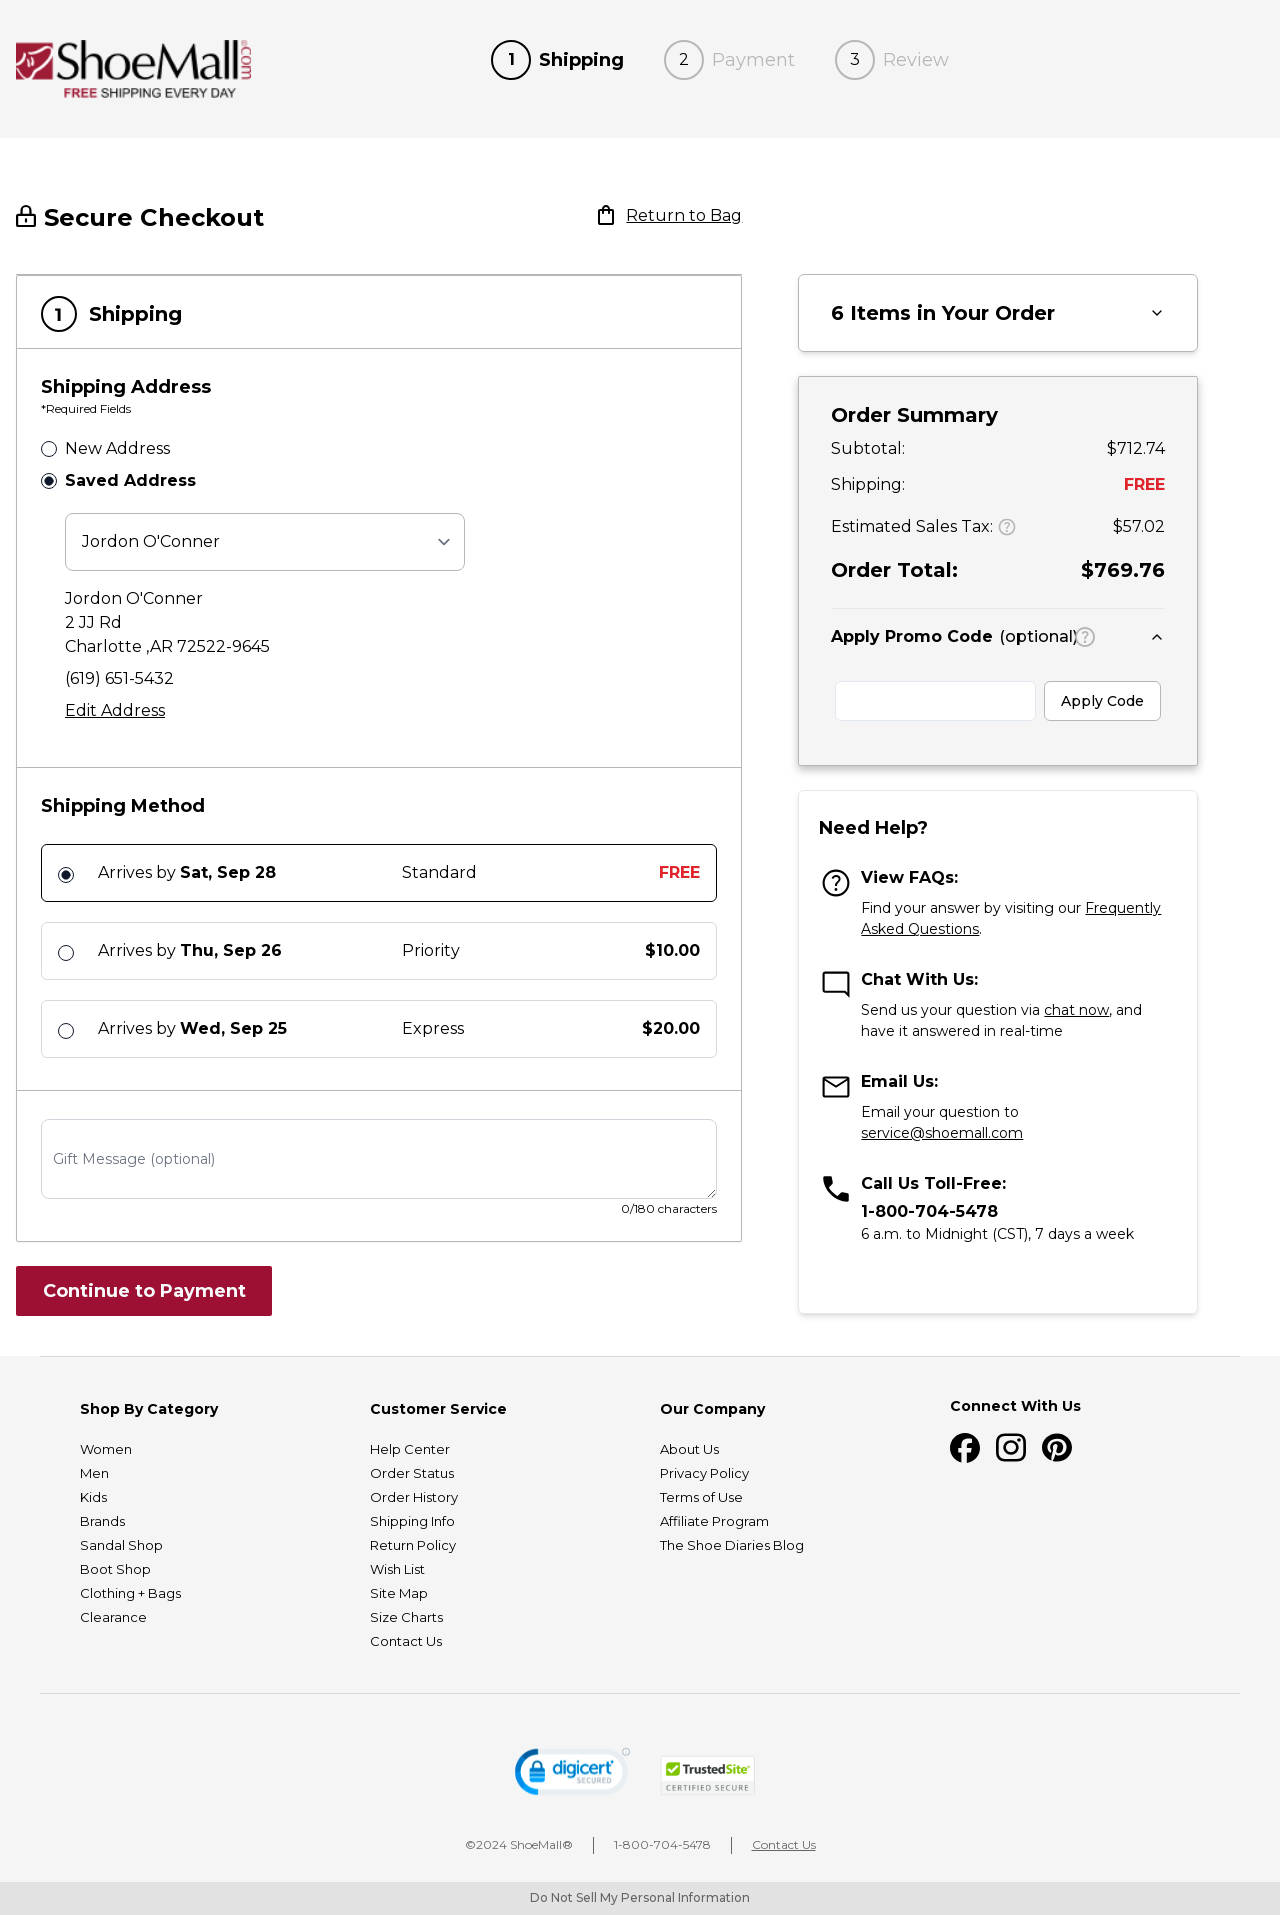 ShoeMall.com
FREE SHIPPING EVERY DAY
1 Shipping
2 Payment
3 Review
Secure Checkout
Return to Bag
1 Shipping
Shipping Address
*Required Fields
New Address
Saved Address
Jordon O'Conner
Jordon O'Conner
2 JJ Rd
Charlotte ,AR 72522-9645
(619) 651-5432
Edit Address
Shipping Method
Arrives by Sat, Sep 28 Standard FREE
Arrives by Thu, Sep 26 Priority $10.00
Arrives by Wed, Sep 25 Express $20.00
Gift Message (optional)
0/180 characters
Continue to Payment
6 Items in Your Order
Order Summary
Subtotal: $712.74
Shipping: FREE
Estimated Sales Tax: ? $57.02
Order Total: $769.76
Apply Promo Code (optional) ?
Apply Code
Need Help?
View FAQs:
Find your answer by visiting our Frequently
Asked Questions.
Chat With Us:
Send us your question via chat now, and
have it answered in real-time
Email Us:
Email your question to
service@shoemall.com
Call Us Toll-Free:
1-800-704-5478
6 a.m. to Midnight (CST), 7 days a week
Shop By Category
Women
Men
Kids
Brands
Sandal Shop
Boot Shop
Clothing + Bags
Clearance
Customer Service
Help Center
Order Status
Order History
Shipping Info
Return Policy
Wish List
Site Map
Size Charts
Contact Us
Our Company
About Us
Privacy Policy
Terms of Use
Affiliate Program
The Shoe Diaries Blog
Connect With Us
digicert
SECURED
TrustedSite
CERTIFIED SECURE
©2024 ShoeMall®
1-800-704-5478
Contact Us
Do Not Sell My Personal Information